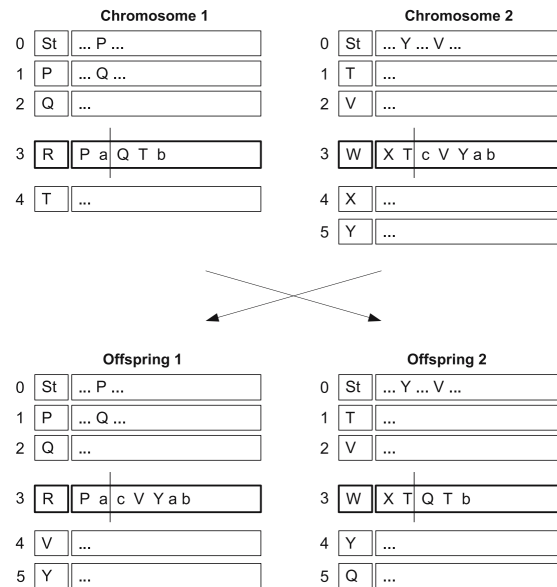 Chromosome 1
0 St ... P ...
1 P ... Q ...
2 Q ...
3 R P a Q T b
4 T ...
Chromosome 2
0 St ... Y ... V ...
1 T ...
2 V ...
3 W X T c V Y a b
4 X ...
5 Y ...
Offspring 1
0 St ... P ...
1 P ... Q ...
2 Q ...
3 R P a c V Y a b
4 V ...
5 Y ...
Offspring 2
0 St ... Y ... V ...
1 T ...
2 V ...
3 W X T Q T b
4 Y ...
5 Q ...